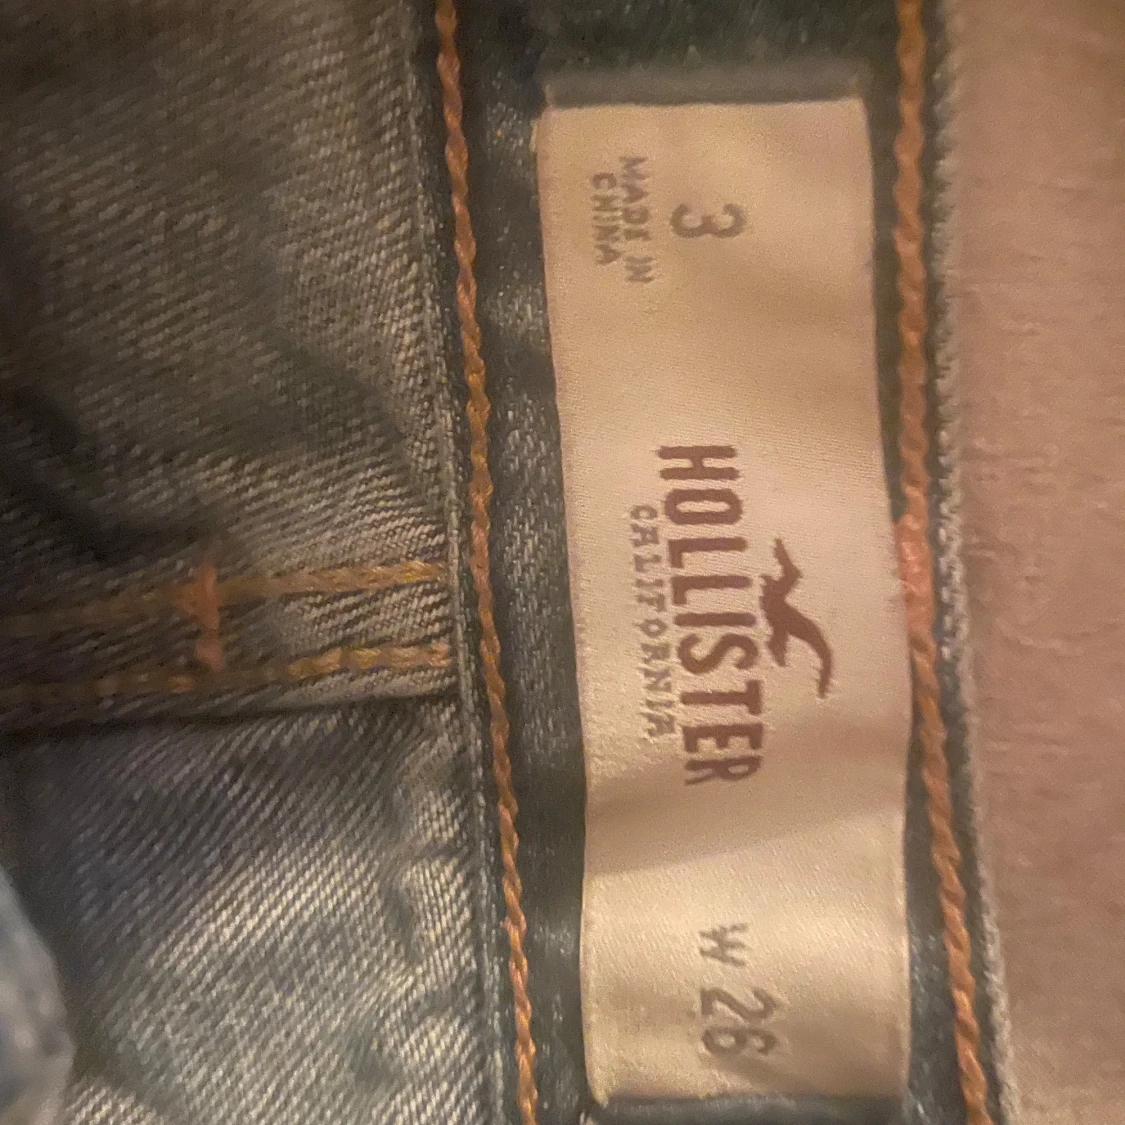 3
MADE IN
CHINA
HOLLISTER
CALIFORNIA
W 26